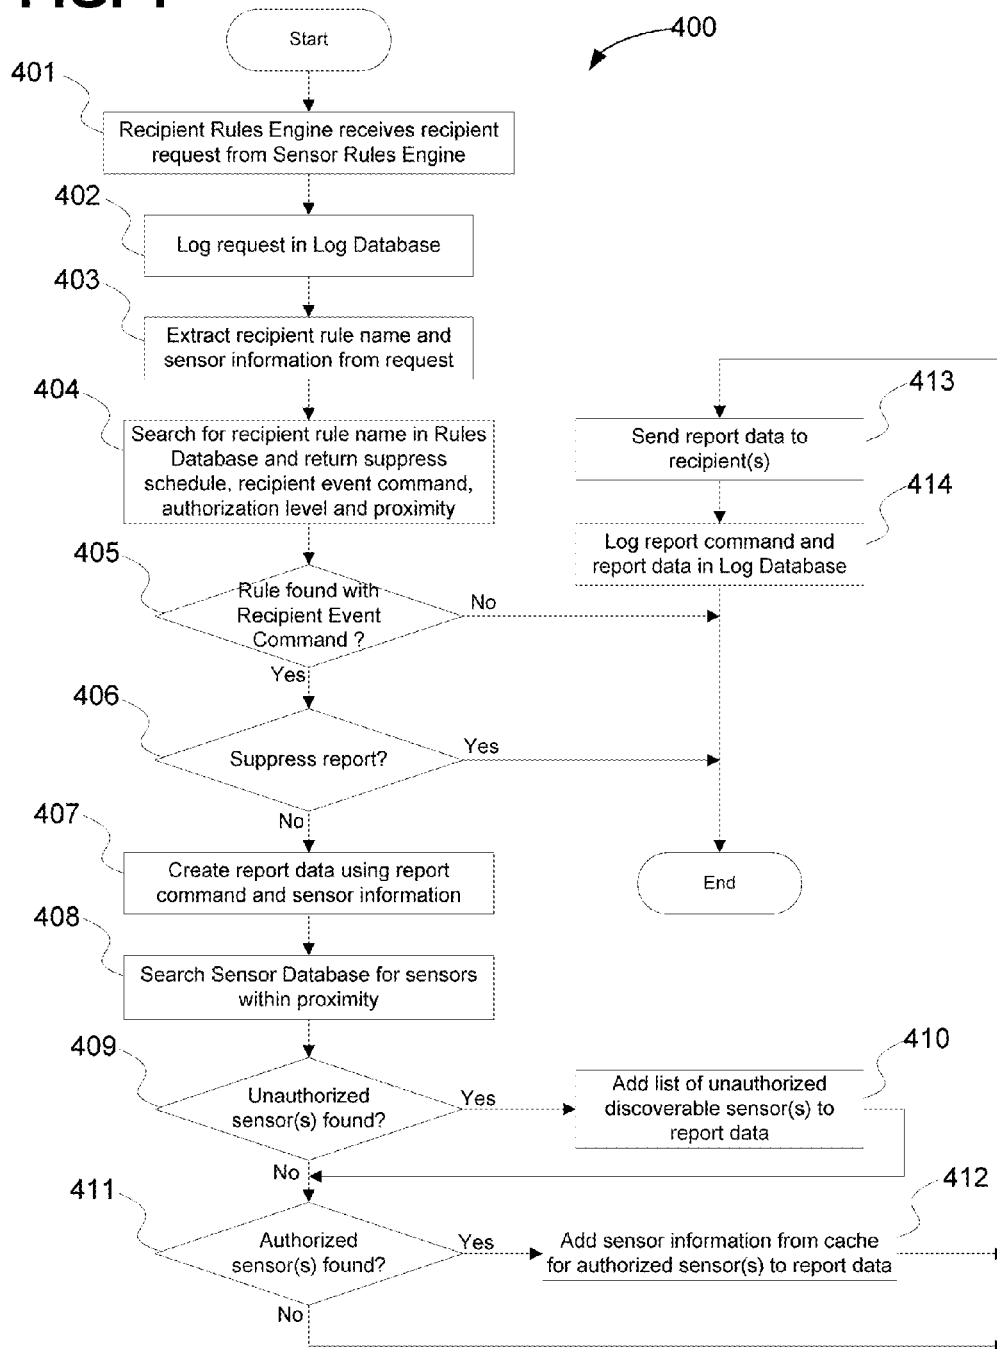 Start
400
401
Recipient Rules Engine receives recipient
request from Sensor Rules Engine
402
Log request in Log Database
403
Extract recipient rule name and
sensor information from request
404
Search for recipient rule name in Rules
Database and return suppress
schedule, recipient event command,
authorization level and proximity
413
Send report data to
recipient(s)
414
Log report command and
report data in Log Database
405
Rule found with
Recipient Event
Command ?
No
Yes
406
Suppress report?
Yes
No
407
Create report data using report
command and sensor information
End
408
Search Sensor Database for sensors
within proximity
409
Unauthorized
sensor(s) found?
Yes
No
410
Add list of unauthorized
discoverable sensor(s) to
report data
411
Authorized
sensor(s) found?
Yes
No
412
Add sensor information from cache
for authorized sensor(s) to report data